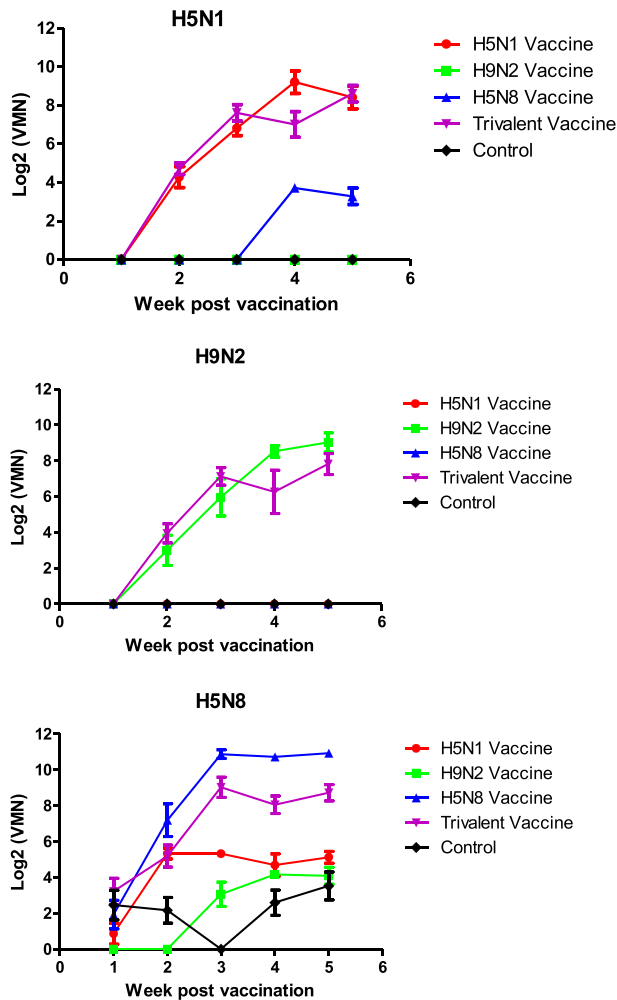 H5N1
12
10
8
6
4
2
0
Log2 (VMN)
0 2 4 6
Week post vaccination
H5N1 Vaccine
H9N2 Vaccine
H5N8 Vaccine
Trivalent Vaccine
Control
H9N2
12
10
8
6
4
2
0
Log2 (VMN)
0 2 4 6
Week post vaccination
H5N1 Vaccine
H9N2 Vaccine
H5N8 Vaccine
Trivalent Vaccine
Control
H5N8
12
10
8
6
4
2
0
Log2 (VMN)
0 1 2 3 4 5 6
Week post vaccination
H5N1 Vaccine
H9N2 Vaccine
H5N8 Vaccine
Trivalent Vaccine
Control